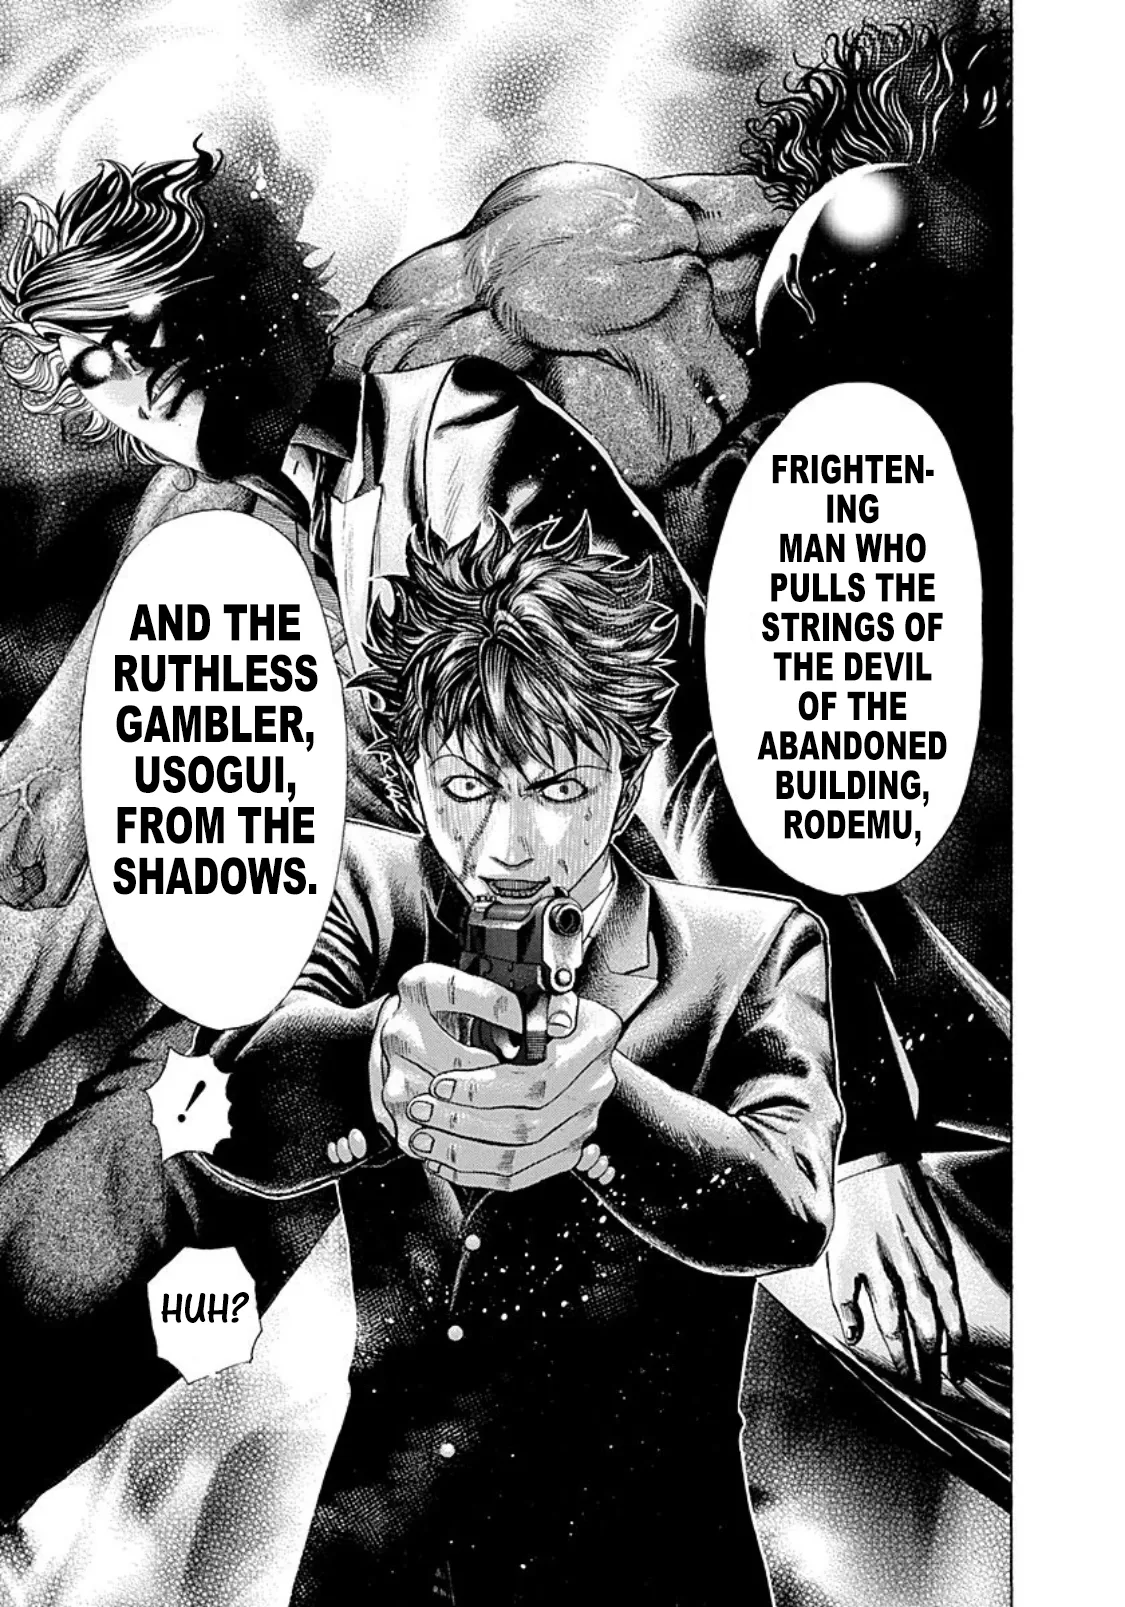 FRIGHTEN-
ING
MAN WHO
PULLS THE
STRINGS OF
THE DEVIL
OF THE
ABANDONED
BUILDING,
RODEMU,
AND THE
RUTHLESS
GAMBLER,
USOGUI,
FROM THE
SHADOWS.
!
HUH?